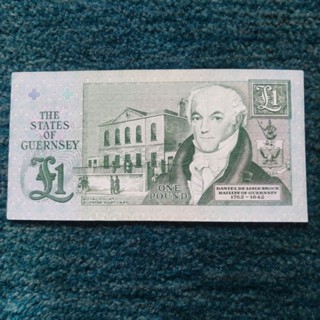 THE
STATES OF
GUERNSEY
£1
£1
ONE
POUND
DANIEL DE LISLE BROCK
BAILIFF OF GUERNSEY
1762 - 1842